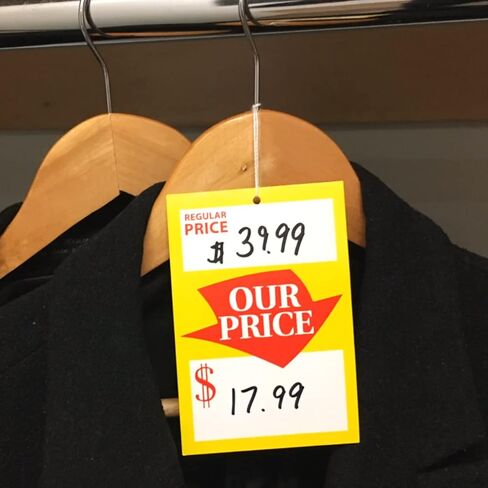 REGULAR
PRICE
$ 39.99
OUR
PRICE
$ 17.99